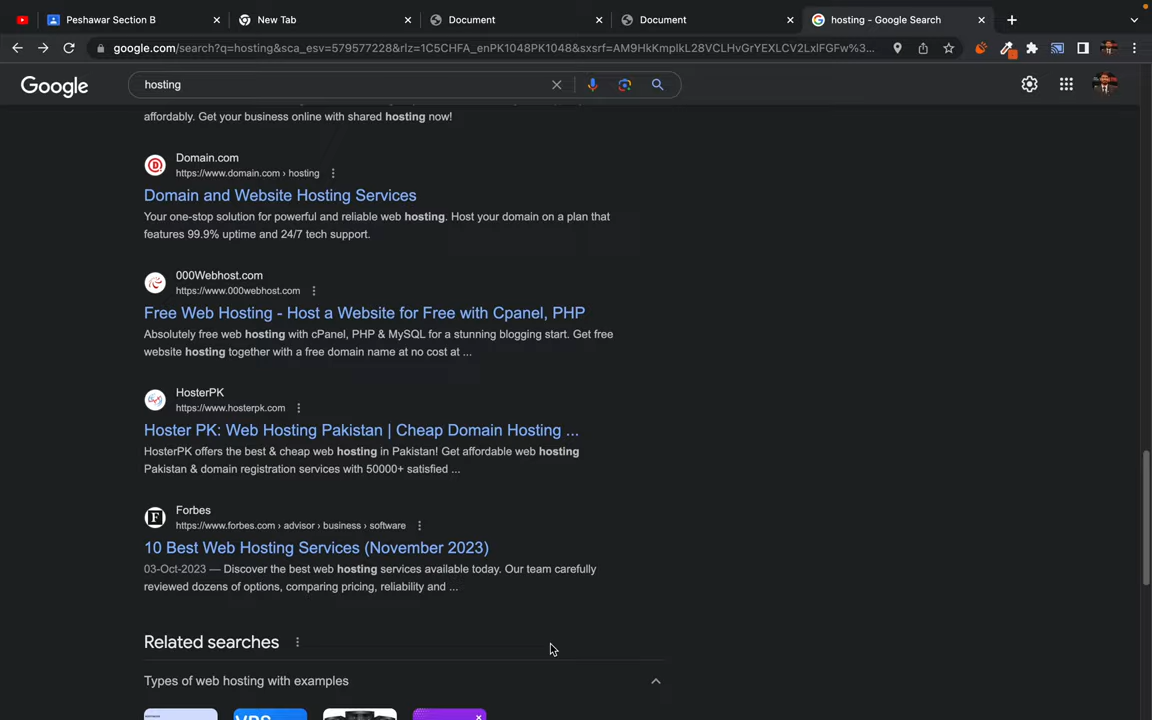 Peshawar Section B
New Tab
Document
Document
hosting - Google Search
google.com/search?q=hosting&sca_esv=579577228&rlz=1C5CHFA_enPK1048PK1048&sxsrf=AM9HkKmplkL28VCLHvGrYEXLCV2LxlFGFw%3...
Google
hosting
affordably. Get your business online with shared hosting now!
Domain.com
https://www.domain.com › hosting
Domain and Website Hosting Services
Your one-stop solution for powerful and reliable web hosting. Host your domain on a plan that
features 99.9% uptime and 24/7 tech support.
000Webhost.com
https://www.000webhost.com
Free Web Hosting - Host a Website for Free with Cpanel, PHP
Absolutely free web hosting with cPanel, PHP & MySQL for a stunning blogging start. Get free
website hosting together with a free domain name at no cost at ...
HosterPK
https://www.hosterpk.com
Hoster PK: Web Hosting Pakistan | Cheap Domain Hosting ...
HosterPK offers the best & cheap web hosting in Pakistan! Get affordable web hosting
Pakistan & domain registration services with 50000+ satisfied ...
Forbes
https://www.forbes.com › advisor › business › software
10 Best Web Hosting Services (November 2023)
03-Oct-2023 — Discover the best web hosting services available today. Our team carefully
reviewed dozens of options, comparing pricing, reliability and ...
Related searches
Types of web hosting with examples
VPS